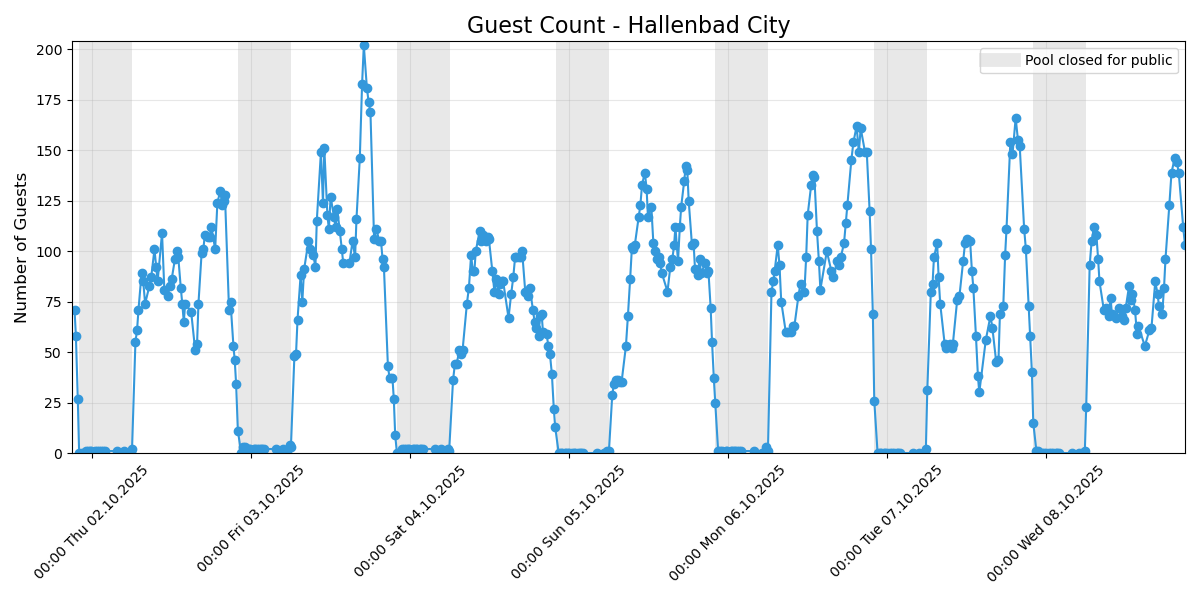 Guest Count - Hallenbad City
Pool closed for public
Number of Guests
200
175
150
125
100
75
50
25
0
00:00 Thu 02.10.2025
00:00 Fri 03.10.2025
00:00 Sat 04.10.2025
00:00 Sun 05.10.2025
00:00 Mon 06.10.2025
00:00 Tue 07.10.2025
00:00 Wed 08.10.2025